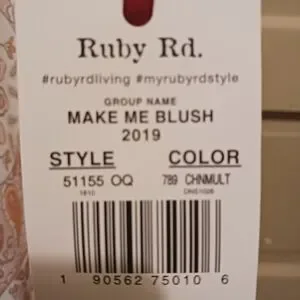 Ruby Rd.
#rubyrdliving #myrubyrdstyle
GROUP NAME
MAKE ME BLUSH
2019
STYLE COLOR
51155 OQ 789 CHNMULT
1810
1 90562 75010 6